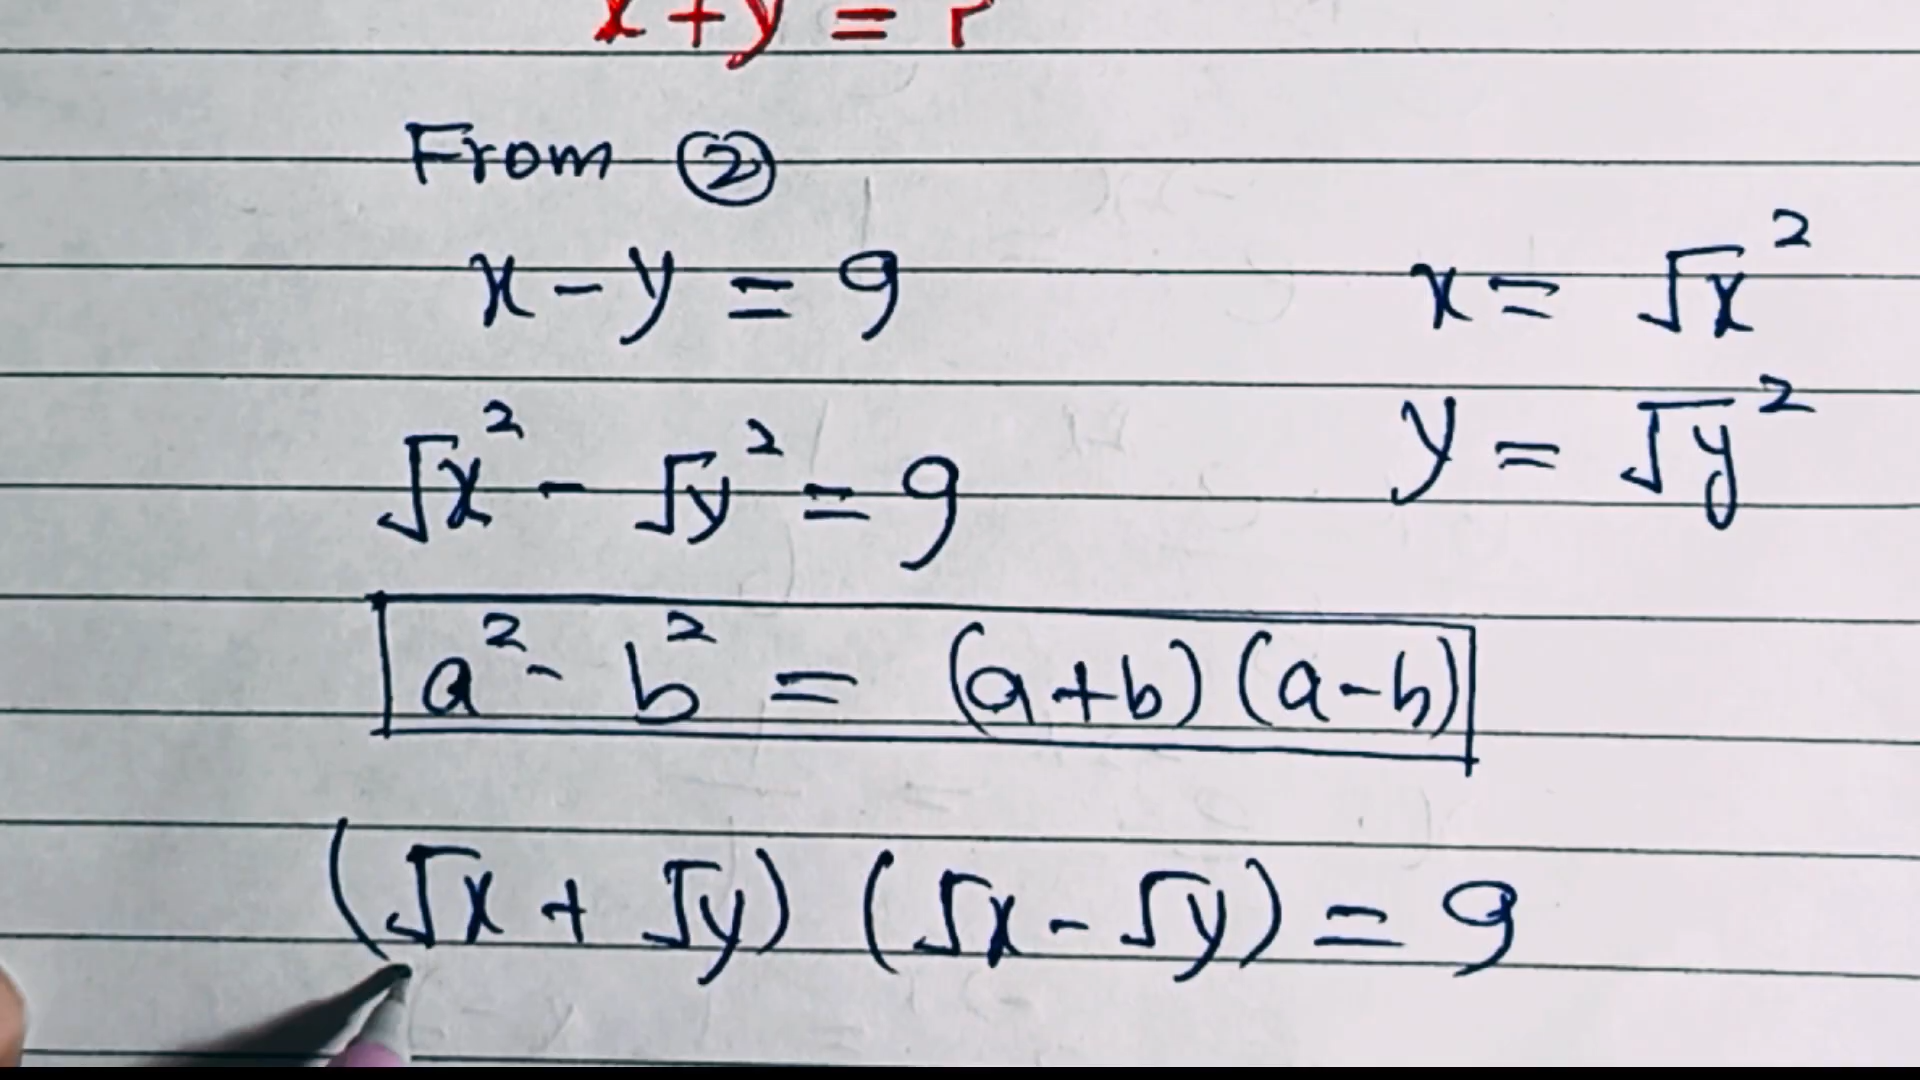 x + y = ?
From ②
x - y = 9
x = √x²
√x² - √y² = 9
y = √y²
a² - b² = (a+b) (a-b)
(√x + √y) (√x - √y) = 9